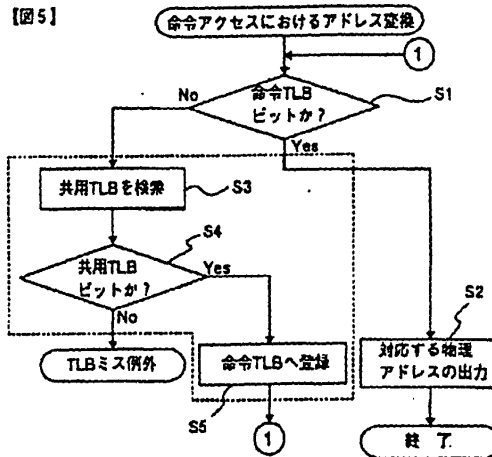 【図5】
命令アクセスにおけるアドレス変換
1
命令TLB
ヒットか？
S1
No
Yes
共用TLBを検索
S3
共用TLB
ヒットか？
S4
Yes
No
TLBミス例外
命令TLBへ登録
S5
1
S2
対応する物理
アドレスの出力
終了